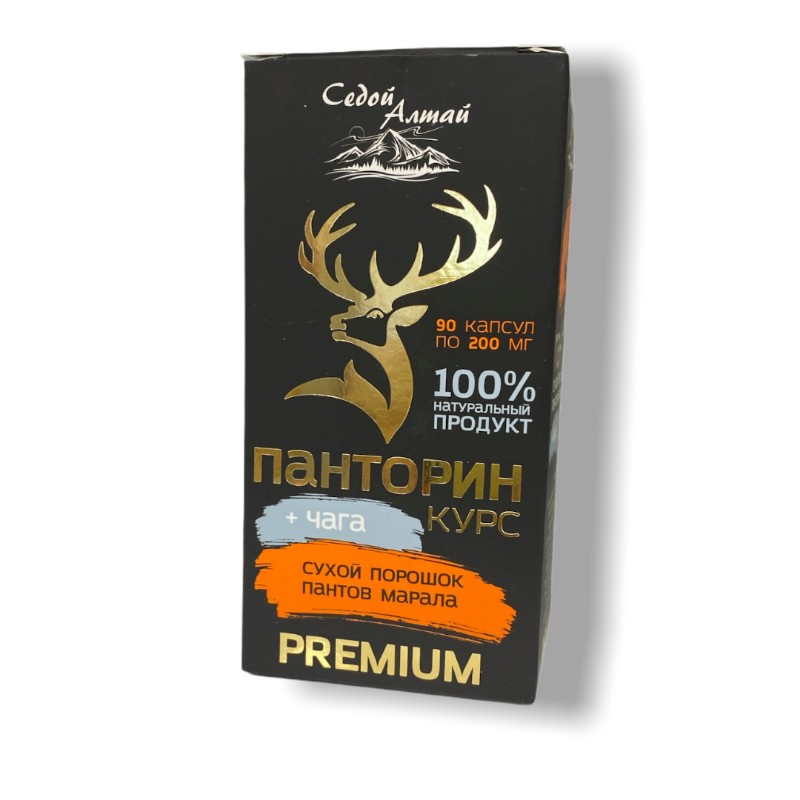 Седой
Алтай
90 капсул
по 200 мг
100%
натуральный
продукт
Панторин
курс
+ чага
сухой порошок
пантов марала
PREMIUM